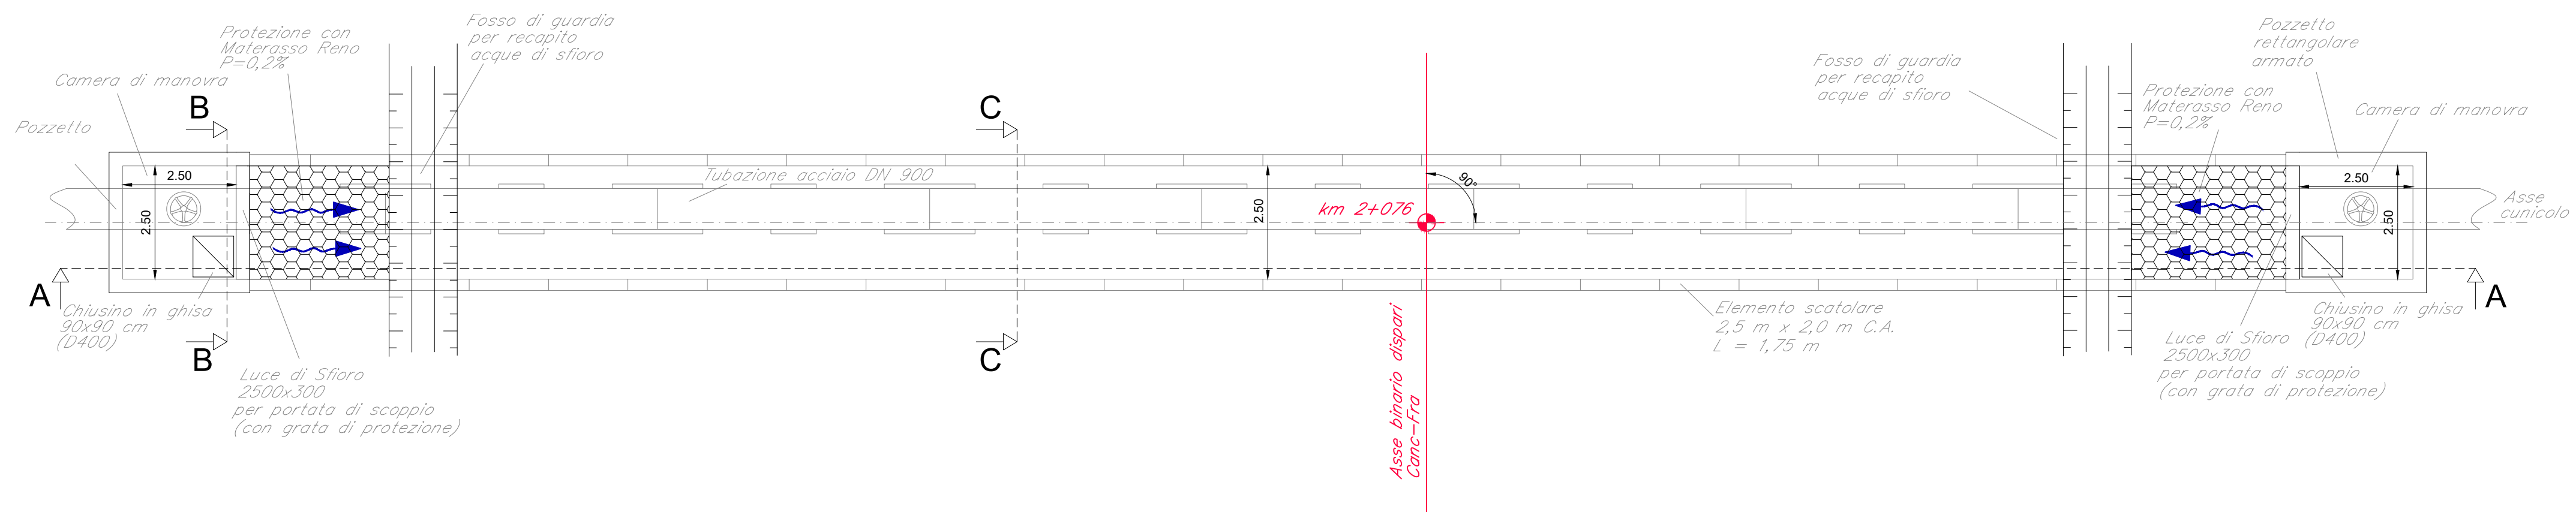 Fosso di guardia
per recapito
acque di sfioro
Protezione con
Materasso Reno
P=0,2%
Camera di manovra
Pozzetto
B
C
2.50
2.50
Tubazione acciaio DN 900
A
B
C
Chiusino in ghisa
90x90 cm
(D400)
Luce di Sfioro
2500x300
per portata di scoppio
(con grata di protezione)
2.50
km 2+076
90°
Asse binario dispari
Canc-Fra
Elemento scatolare
2,5 m x 2,0 m C.A.
L = 1,75 m
Fosso di guardia
per recapito
acque di sfioro
Pozzetto
rettangolare
armato
Protezione con
Materasso Reno
P=0,2%
Camera di manovra
2.50
2.50
Asse
cunicolo
A
Chiusino in ghisa
90x90 cm
(D400)
Luce di Sfioro
2500x300
per portata di scoppio
(con grata di protezione)